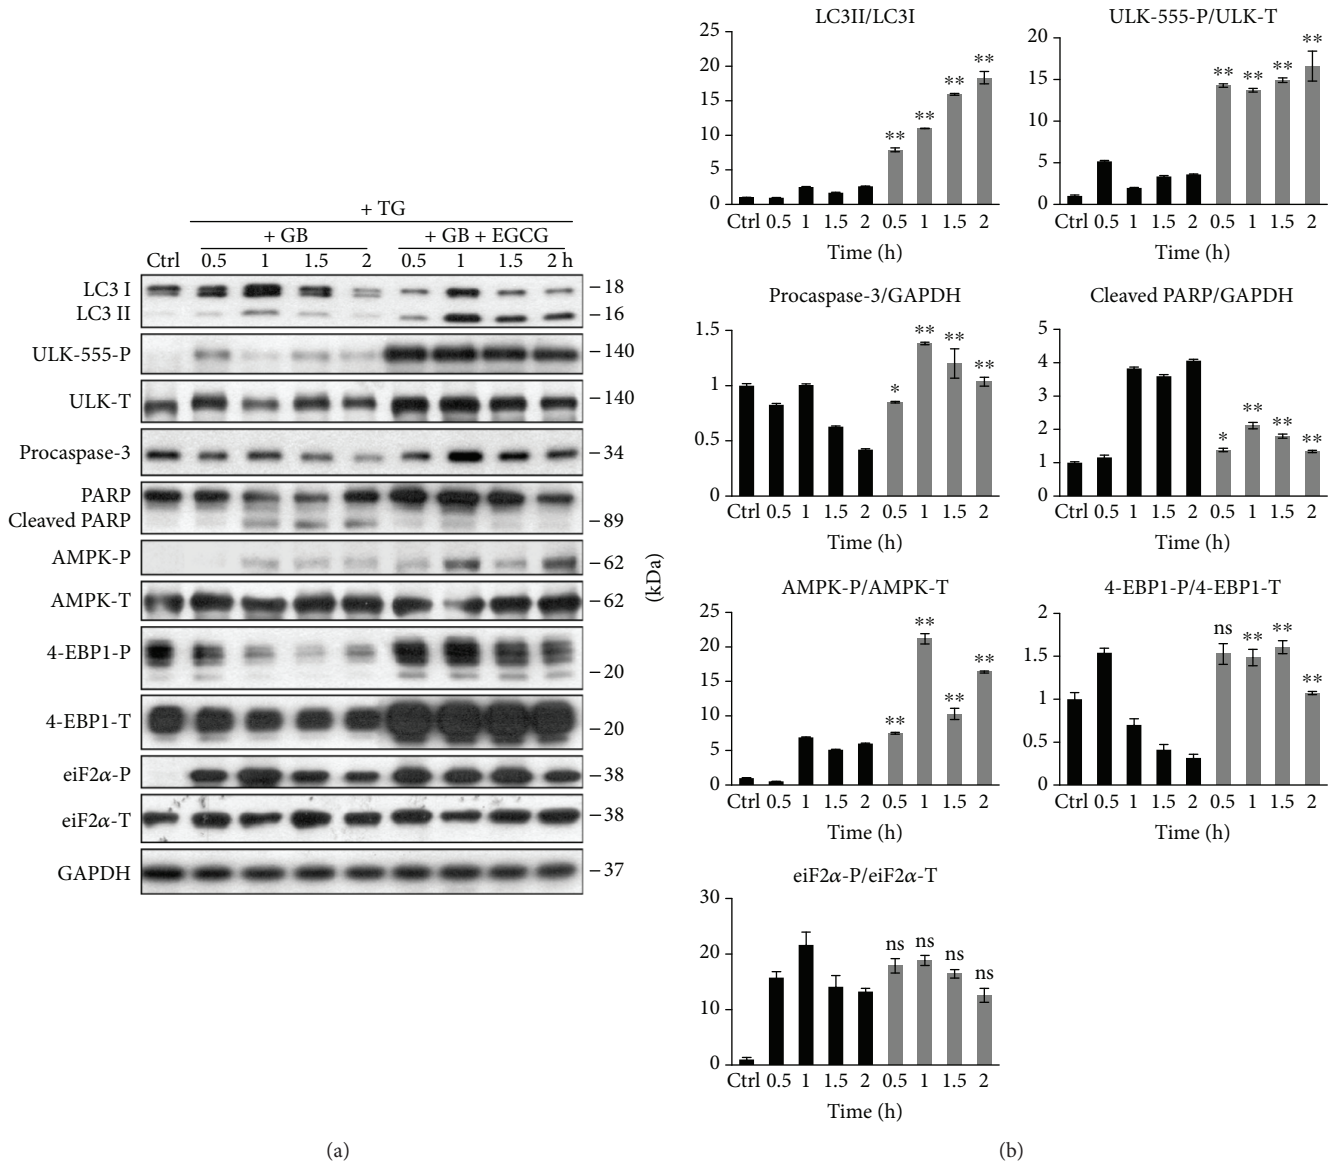 + TG
+ GB
+ GB + EGCG
Ctrl 0.5 1 1.5 2 0.5 1 1.5 2 h
LC3 I
18
LC3 II
16
ULK-555-P
140
ULK-T
140
Procaspase-3
34
PARP
Cleaved PARP
89
AMPK-P
62
AMPK-T
62
4-EBP1-P
20
4-EBP1-T
20
eiF2α-P
38
eiF2α-T
38
GAPDH
37
(kDa)
(a)
LC3II/LC3I
25
20
15
10
5
0
** ** ** **
Ctrl 0.5 1 1.5 2 0.5 1 1.5 2
Time (h)
ULK-555-P/ULK-T
20
15
10
5
0
** ** ** **
Ctrl 0.5 1 1.5 2 0.5 1 1.5 2
Time (h)
Procaspase-3/GAPDH
1.5
1
0.5
0
* ** ** **
Ctrl 0.5 1 1.5 2 0.5 1 1.5 2
Time (h)
Cleaved PARP/GAPDH
5
4
3
2
1
0
* ** ** **
Ctrl 0.5 1 1.5 2 0.5 1 1.5 2
Time (h)
AMPK-P/AMPK-T
25
20
15
10
5
0
** ** ** **
Ctrl 0.5 1 1.5 2 0.5 1 1.5 2
Time (h)
4-EBP1-P/4-EBP1-T
2
1.5
1
0.5
0
ns ** ** **
Ctrl 0.5 1 1.5 2 0.5 1 1.5 2
Time (h)
eiF2α-P/eiF2α-T
30
20
10
0
ns ns ns ns
Ctrl 0.5 1 1.5 2 0.5 1 1.5 2
Time (h)
(b)